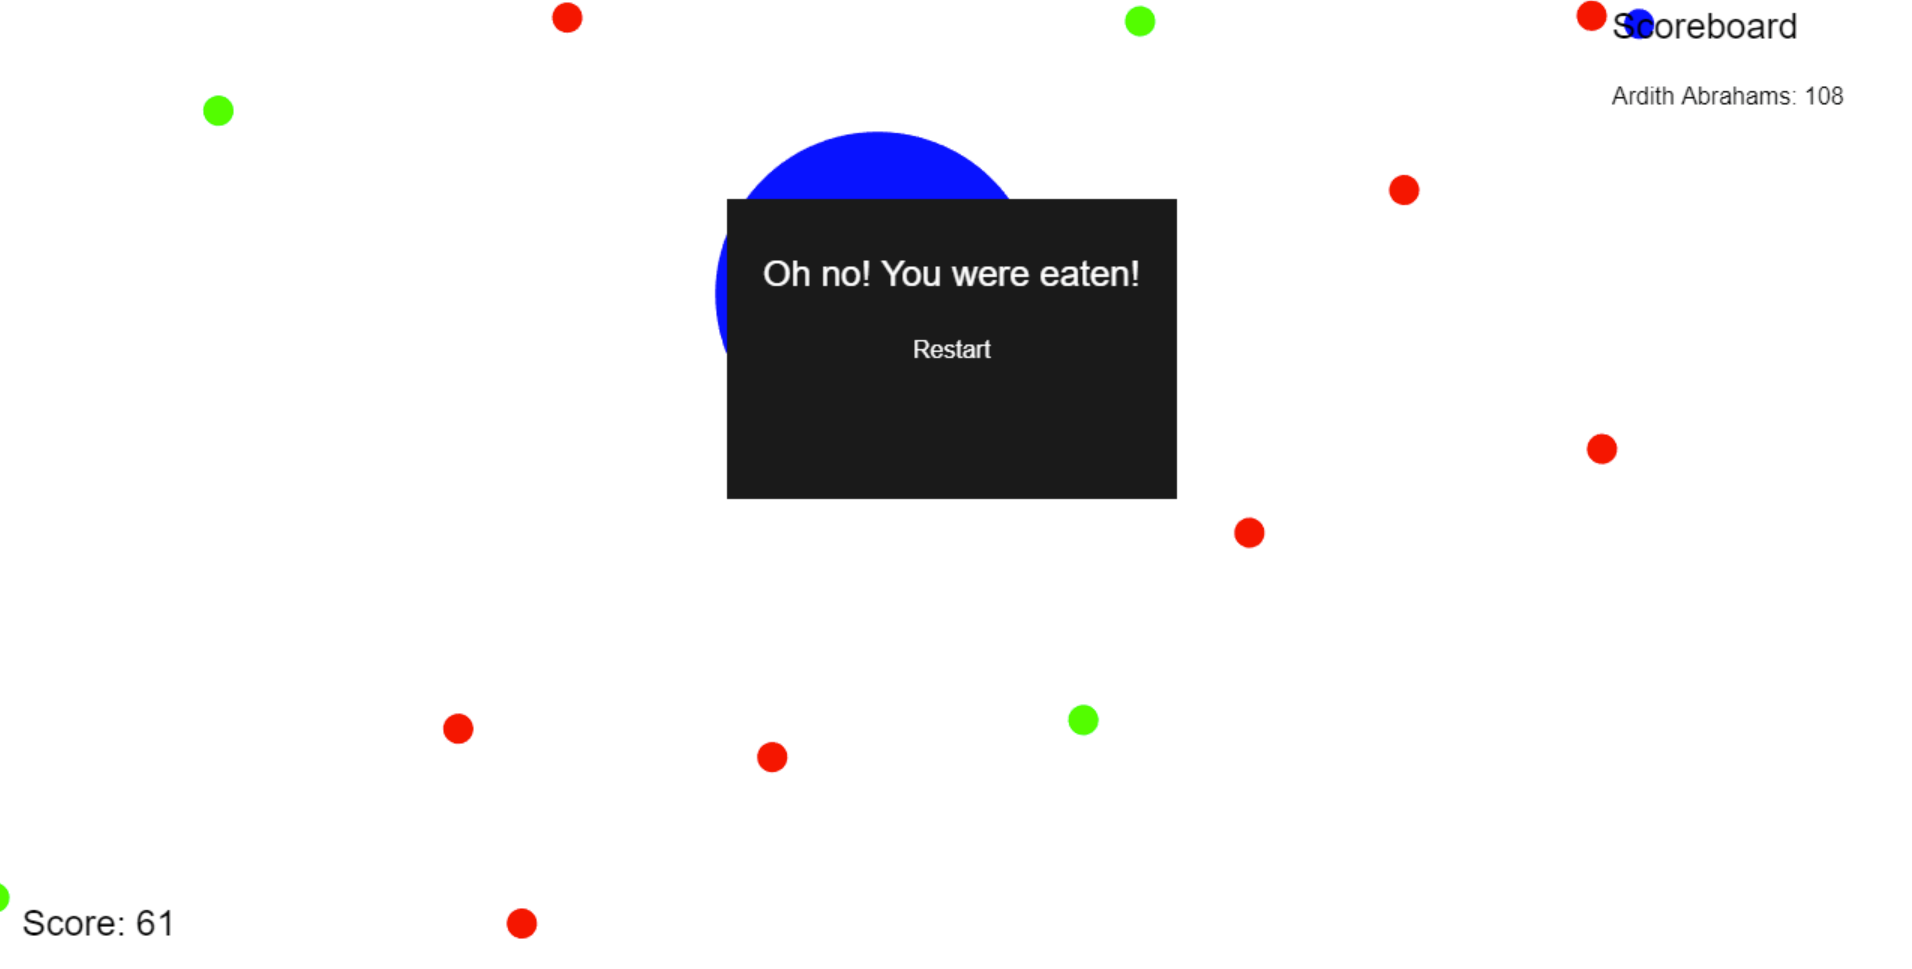 Scoreboard
Ardith Abrahams: 108
Oh no! You were eaten!
Restart
Score: 61